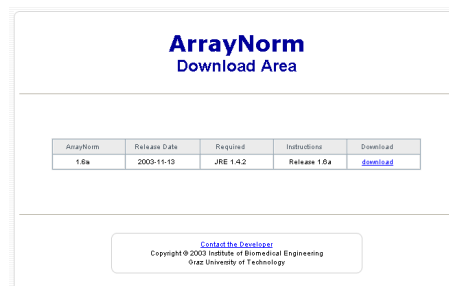 ArrayNorm
Download Area
ArrayNorm Release Date Required Instructions Download
1.6a 2003-11-13 JRE 1.4.2 Release 1.6a download
Contact the Developer
Copyright © 2003 Institute of Biomedical Engineering
Graz University of Technology